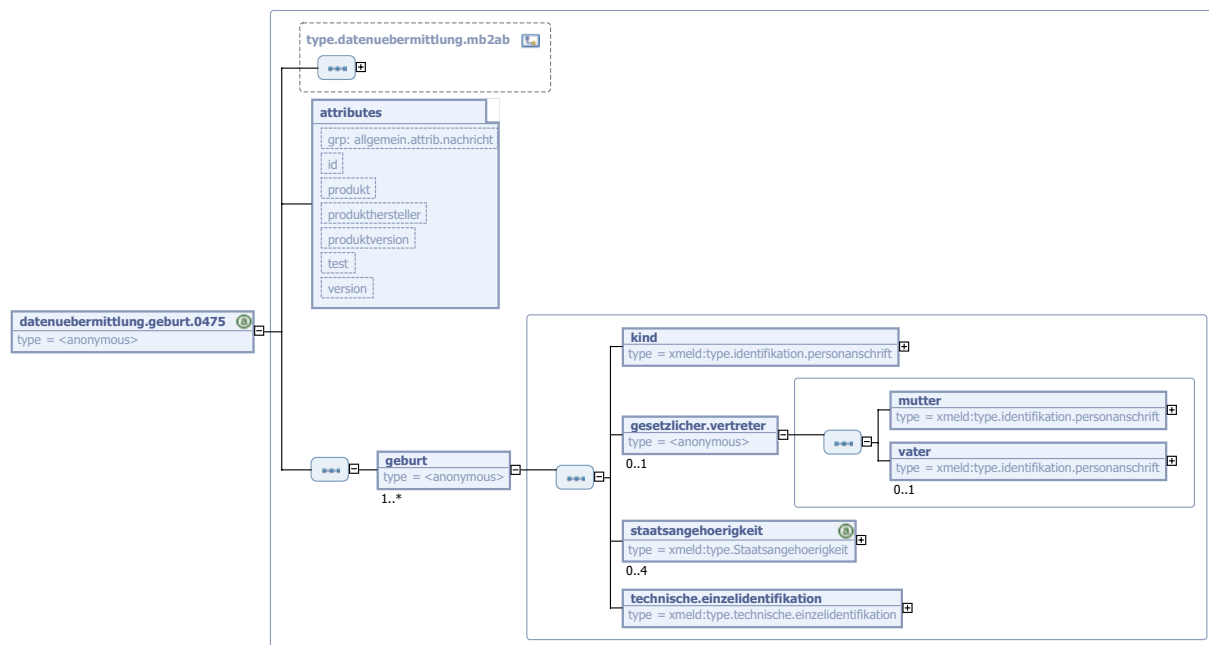 type.datenuebermittlung.mb2ab
attributes
grp: allgemein.attrib.nachricht
id
produkt
produkthersteller
produktversion
test
version
datenuebermittlung.geburt.0475
type = <anonymous>
geburt
type = <anonymous>
1..*
kind
type = xmeld:type.identifikation.personanschrift
gesetzlicher.vertreter
type = <anonymous>
0..1
mutter
type = xmeld:type.identifikation.personanschrift
vater
type = xmeld:type.identifikation.personanschrift
0..1
staatsangehoerigkeit
type = xmeld:type.Staatsangehoerigkeit
0..4
technische.einzelidentifikation
type = xmeld:type.technische.einzelidentifikation